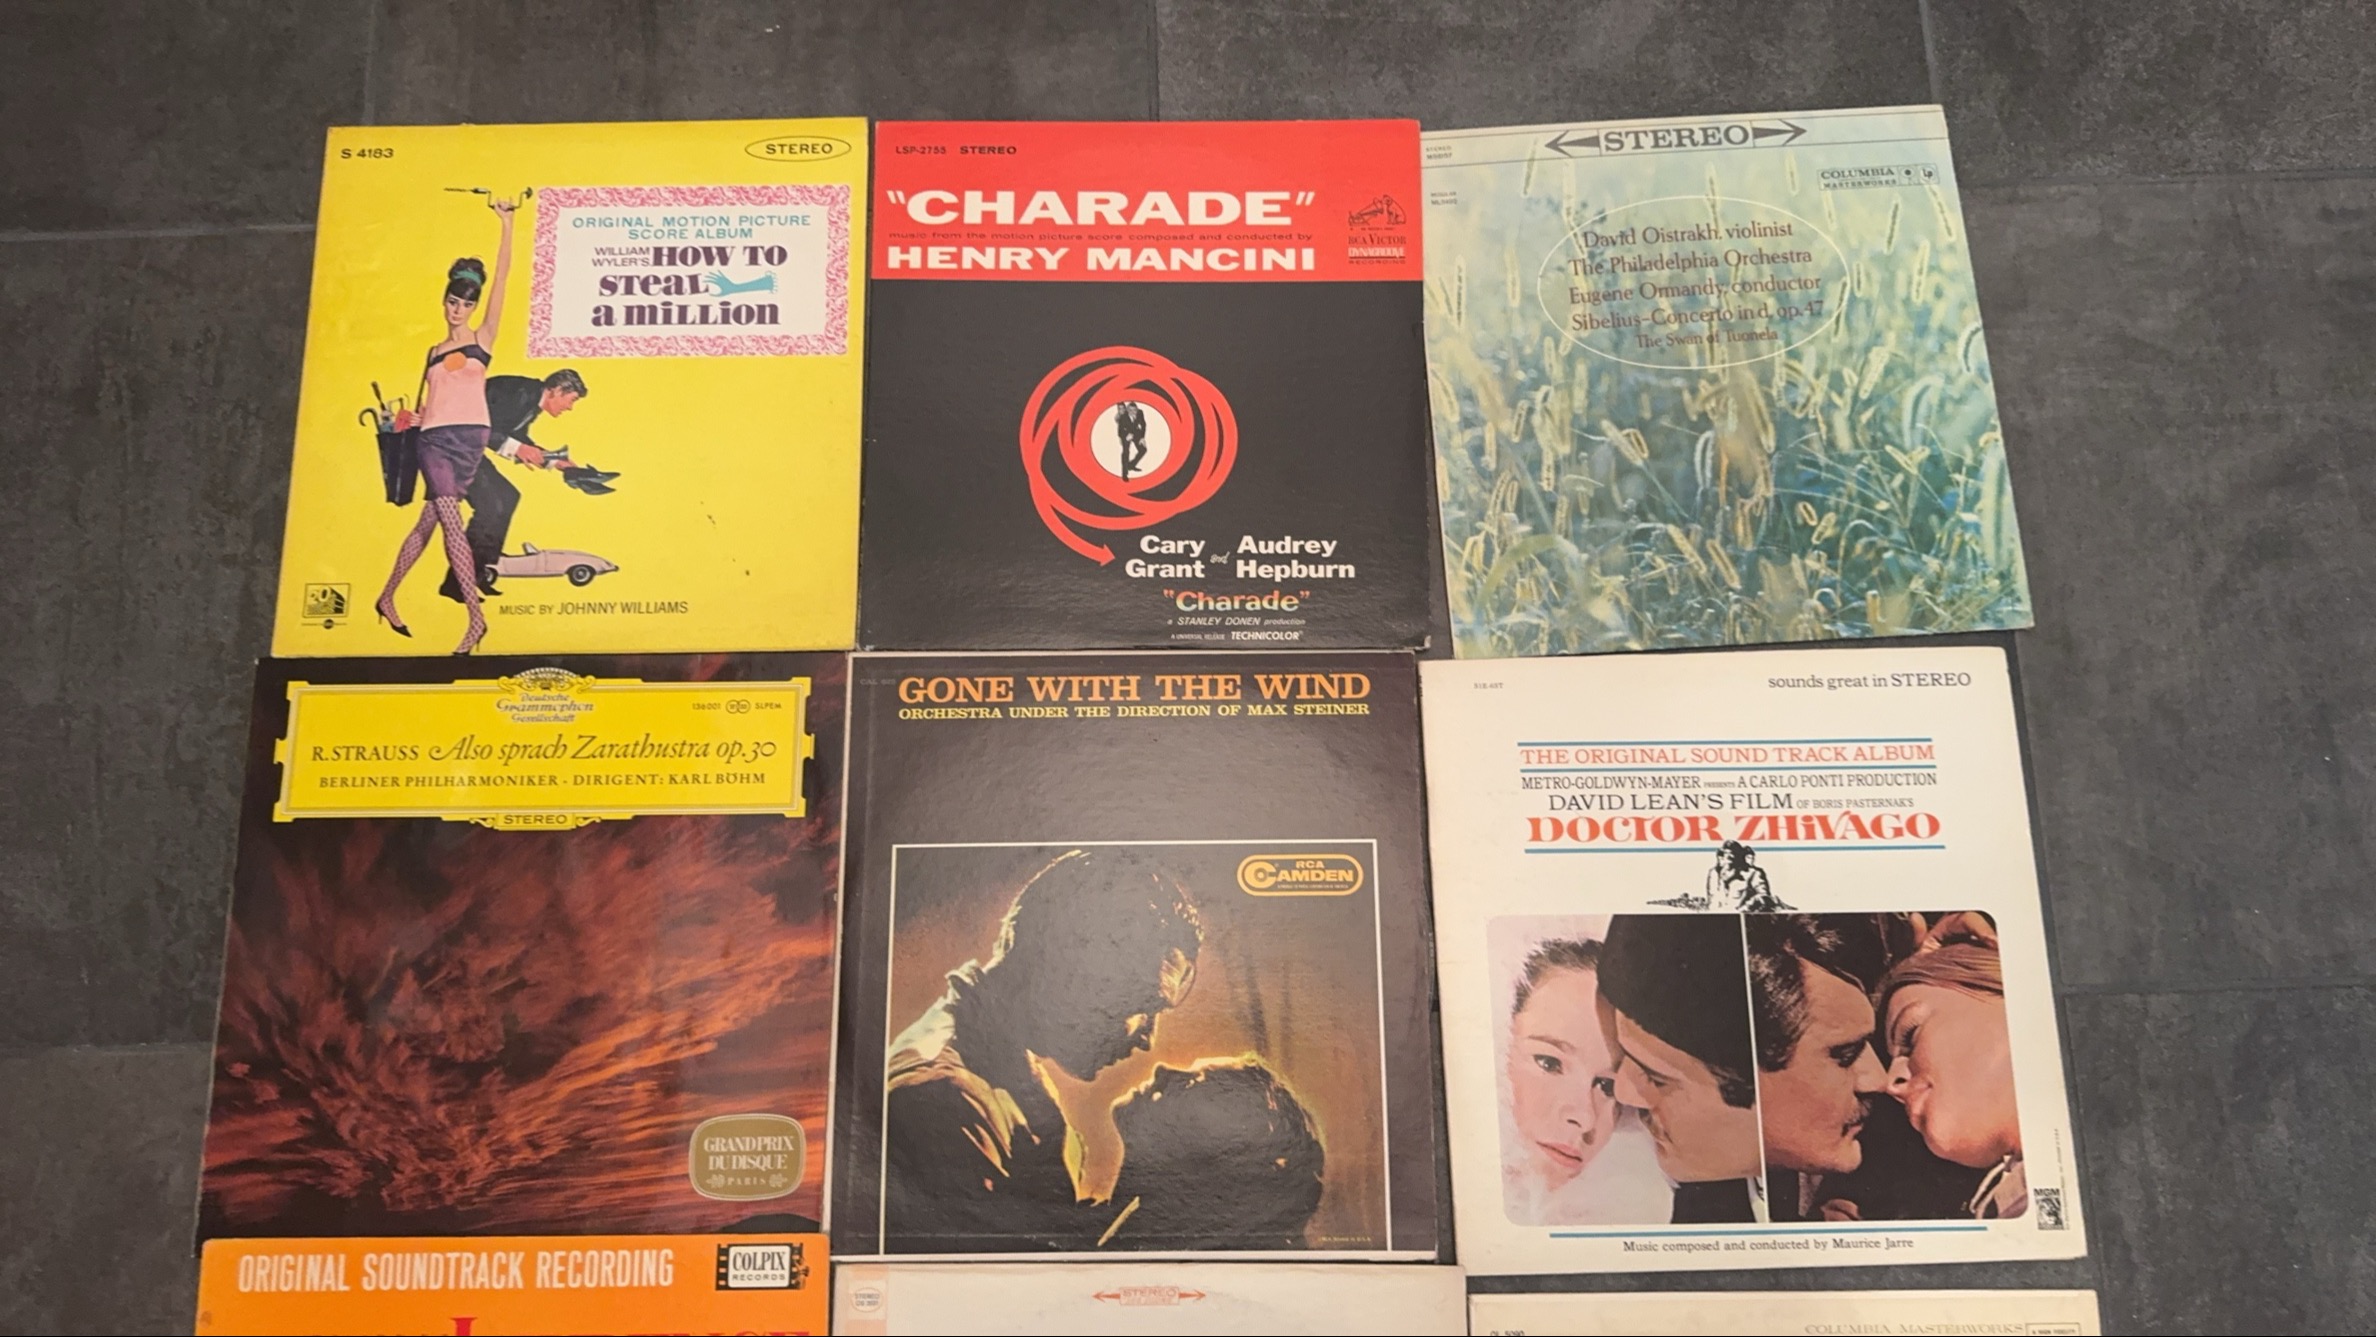 S 4183
STEREO
ORIGINAL MOTION PICTURE
SCORE ALBUM
WILLIAM
WYLER'S HOW TO
STEAL
a MILLION
MUSIC BY JOHNNY WILLIAMS
LSP-2755 STEREO
"CHARADE"
music from the motion picture score composed and conducted by
HENRY MANCINI
RCA VICTOR
DYNAGROOVE
RECORDING
Cary and Audrey
Grant Hepburn
"Charade"
a STANLEY DONEN production
A UNIVERSAL RELEASE TECHNICOLOR®
STEREO
COLUMBIA
MASTERWORKS Lp
David Oistrakh, violinist
The Philadelphia Orchestra
Eugene Ormandy, conductor
Sibelius-Concerto in d, op. 47
The Swan of Tuonela
Deutsche
Grammophon
Gesellschaft
136001 SLPEM
R. STRAUSS Also sprach Zarathustra op. 30
BERLINER PHILHARMONIKER - DIRIGENT: KARL BÖHM
STEREO
GRAND PRIX
DU DISQUE
PARIS
GONE WITH THE WIND
ORCHESTRA UNDER THE DIRECTION OF MAX STEINER
RCA
CAMDEN
sounds great in STEREO
THE ORIGINAL SOUND TRACK ALBUM
METRO-GOLDWYN-MAYER PRESENTS A CARLO PONTI PRODUCTION
DAVID LEAN'S FILM OF BORIS PASTERNAK'S
DOCTOR ZHiVAGO
MGM
Music composed and conducted by Maurice Jarre
ORIGINAL SOUNDTRACK RECORDING
COLPIX
RECORDS
STEREO
STEREO
COLUMBIA MASTERWORKS